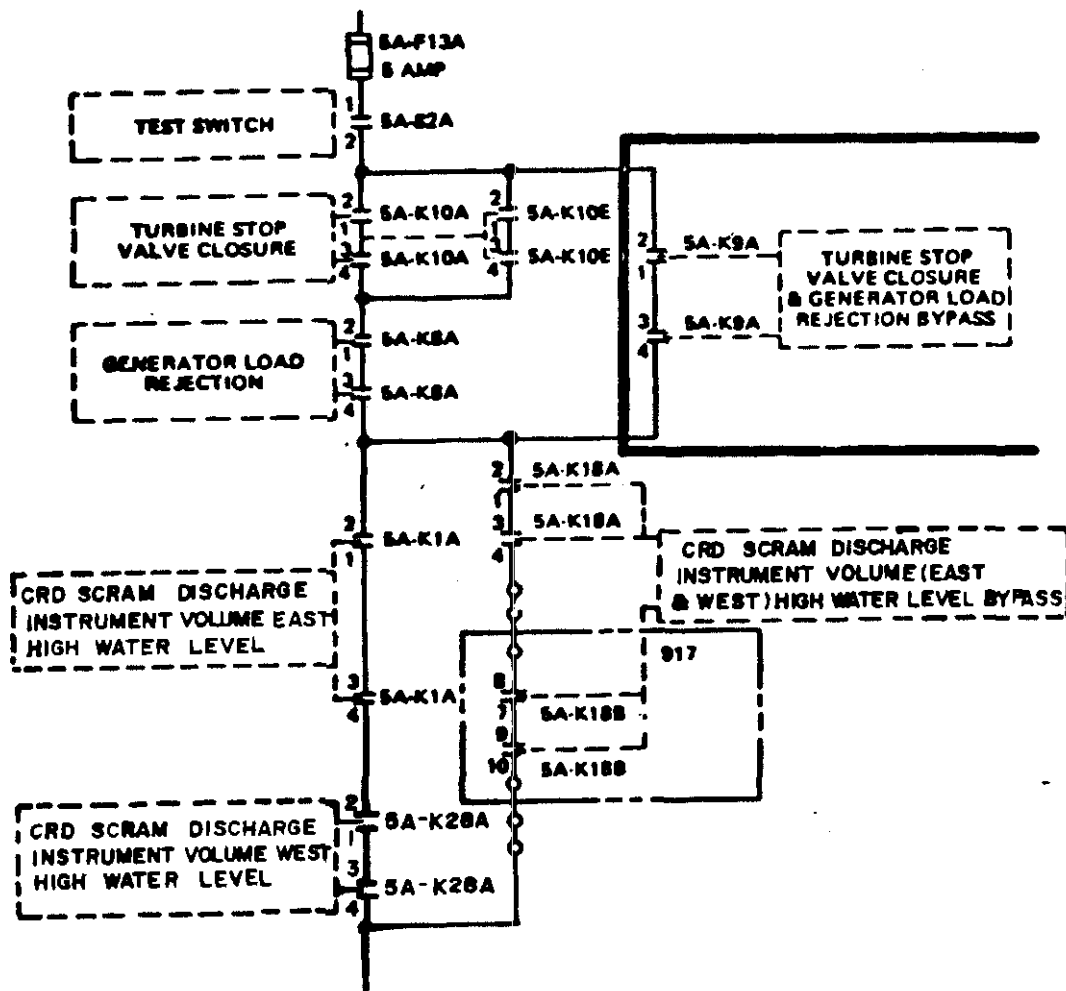 5A-F13A
5 AMP
1
5A-S2A
2
TEST SWITCH
2
5A-K10A
1
3
5A-K10A
4
TURBINE STOP
VALVE CLOSURE
2
5A-K10E
1
3
5A-K10E
4
2
5A-K9A
1
3
5A-K9A
4
TURBINE STOP
VALVE CLOSURE
& GENERATOR LOAD
REJECTION BYPASS
2
5A-K8A
1
3
5A-K8A
4
GENERATOR LOAD
REJECTION
2
5A-K18A
1
3
5A-K18A
4
2
5A-K1A
1
CRD SCRAM DISCHARGE
INSTRUMENT VOLUME EAST
HIGH WATER LEVEL
CRD SCRAM DISCHARGE
INSTRUMENT VOLUME (EAST
& WEST) HIGH WATER LEVEL BYPASS
917
3
5A-K1A
4
8
7
5A-K18B
9
10
5A-K18B
2
5A-K28A
1
3
5A-K28A
4
CRD SCRAM DISCHARGE
INSTRUMENT VOLUME WEST
HIGH WATER LEVEL